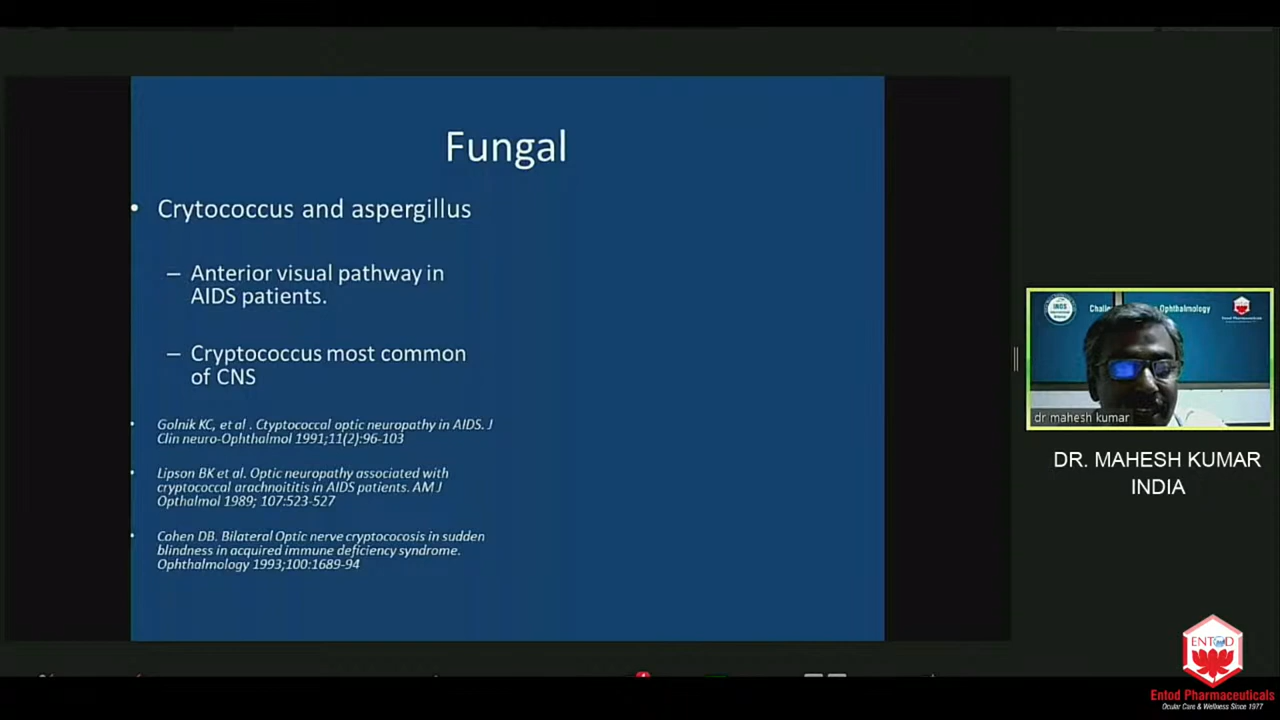 Fungal
• Crytococcus and aspergillus
– Anterior visual pathway in
AIDS patients.
– Cryptococcus most common
of CNS
• Golnik KC, et al . Ctyptococcal optic neuropathy in AIDS. J
Clin neuro-Ophthalmol 1991;11(2):96-103
• Lipson BK et al. Optic neuropathy associated with
cryptococcal arachnoititis in AIDS patients. AM J
Opthalmol 1989; 107:523-527
• Cohen DB. Bilateral Optic nerve cryptococosis in sudden
blindness in acquired immune deficiency syndrome.
Ophthalmology 1993;100:1689-94
INOS
Ophthalmology
Entod Pharmaceuticals
dr mahesh kumar
DR. MAHESH KUMAR
INDIA
ENTOD
Entod Pharmaceuticals
Ocular Care & Wellness Since 1977